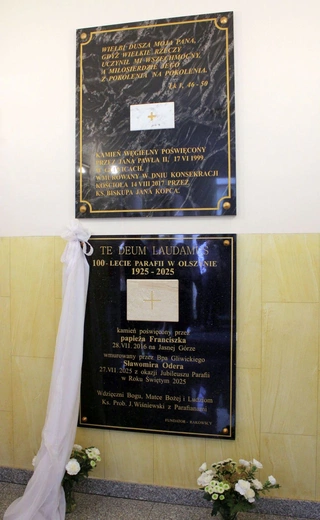 WIELBI DUSZA MOJA PANA,
GDYŻ WIELKIE RZECZY
UCZYNIŁ MI WSZECHMOCNY,
A MIŁOSIERDZIE JEGO
Z POKOLENIA NA POKOLENIA.
Łk 1, 46-50
KAMIEŃ WĘGIELNY POŚWIĘCONY
PRZEZ JANA PAWŁA II, 17 VI 1999
W GLIWICACH.
WMUROWANY W DNIU KONSEKRACJI
KOŚCIOŁA 14 VIII 2017 PRZEZ
KS. BISKUPA JANA KOPCA.
TE DEUM LAUDAMUS
100-LECIE PARAFII W OLSZYNIE
1925 - 2025
kamień poświęcony przez
papieża Franciszka
28.VII. 2016 na Jasnej Górze
wmurowany przez Bpa Gliwickiego
Sławomira Odera
27.VII. 2025 z okazji Jubileuszu Parafii
w Roku Świętym 2025
Wdzięczni Bogu, Matce Bożej i Ludziom
Ks. Prob. J. Wiśniewski z Parafianami
FUNDATOR -